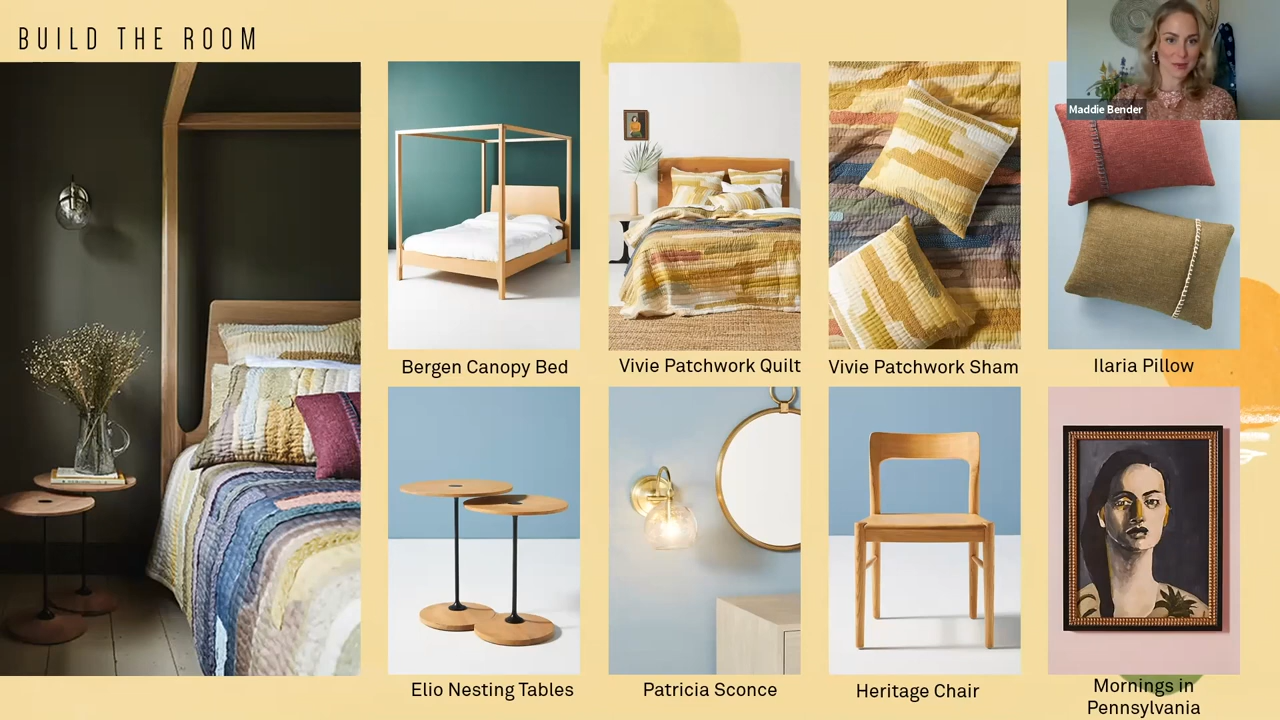 BUILD THE ROOM
Maddie Bender
Bergen Canopy Bed
Vivie Patchwork Quilt
Vivie Patchwork Sham
Ilaria Pillow
Elio Nesting Tables
Patricia Sconce
Heritage Chair
Mornings in
Pennsylvania